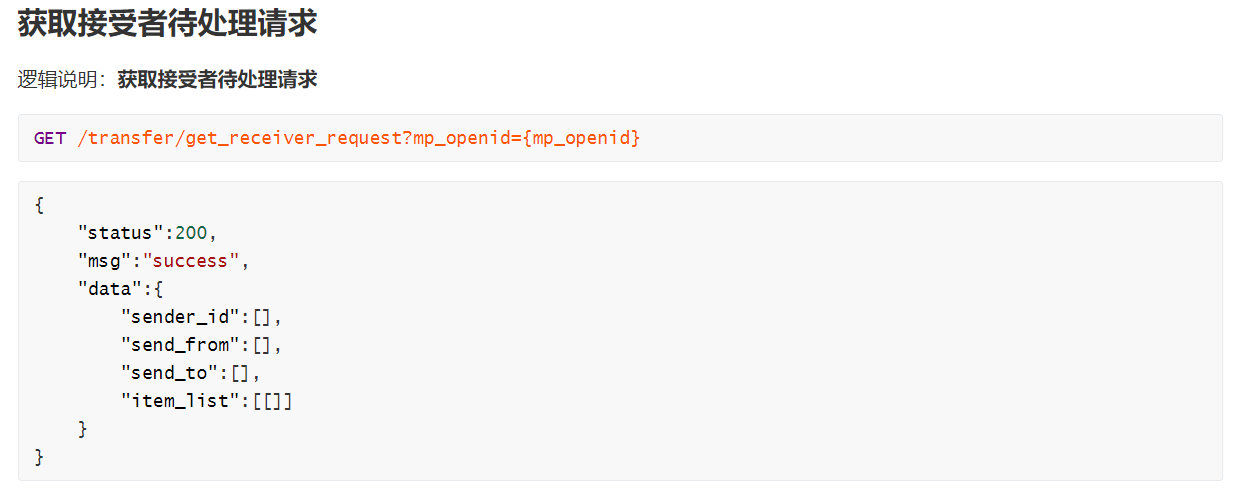 获取接受者待处理请求
逻辑说明：获取接受者待处理请求
GET /transfer/get_receiver_request?mp_openid={mp_openid}
{
    "status":200,
    "msg":"success",
    "data":{
        "sender_id":[],
        "send_from":[],
        "send_to":[],
        "item_list":[[]]
    }
}